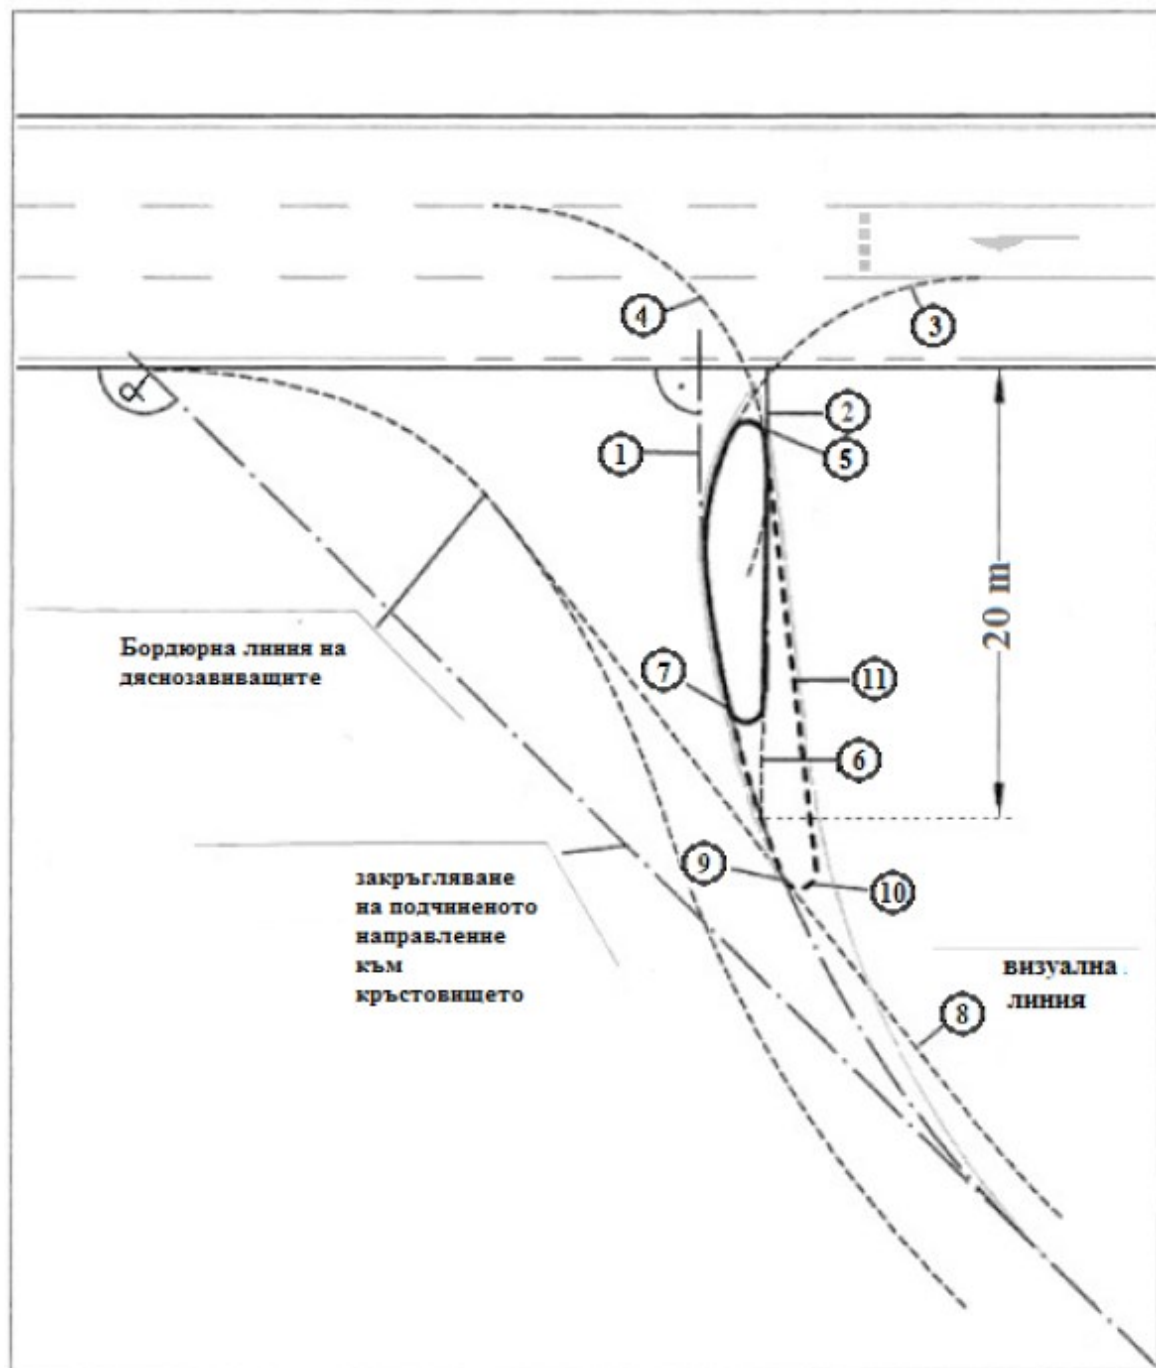 4
3
2
1
5
α
20 m
Бордюрна линия на
дяснозавиващите
7
11
6
9
10
закръгляване
на подчиненото
направление
към
кръстовището
визуална
линия
8